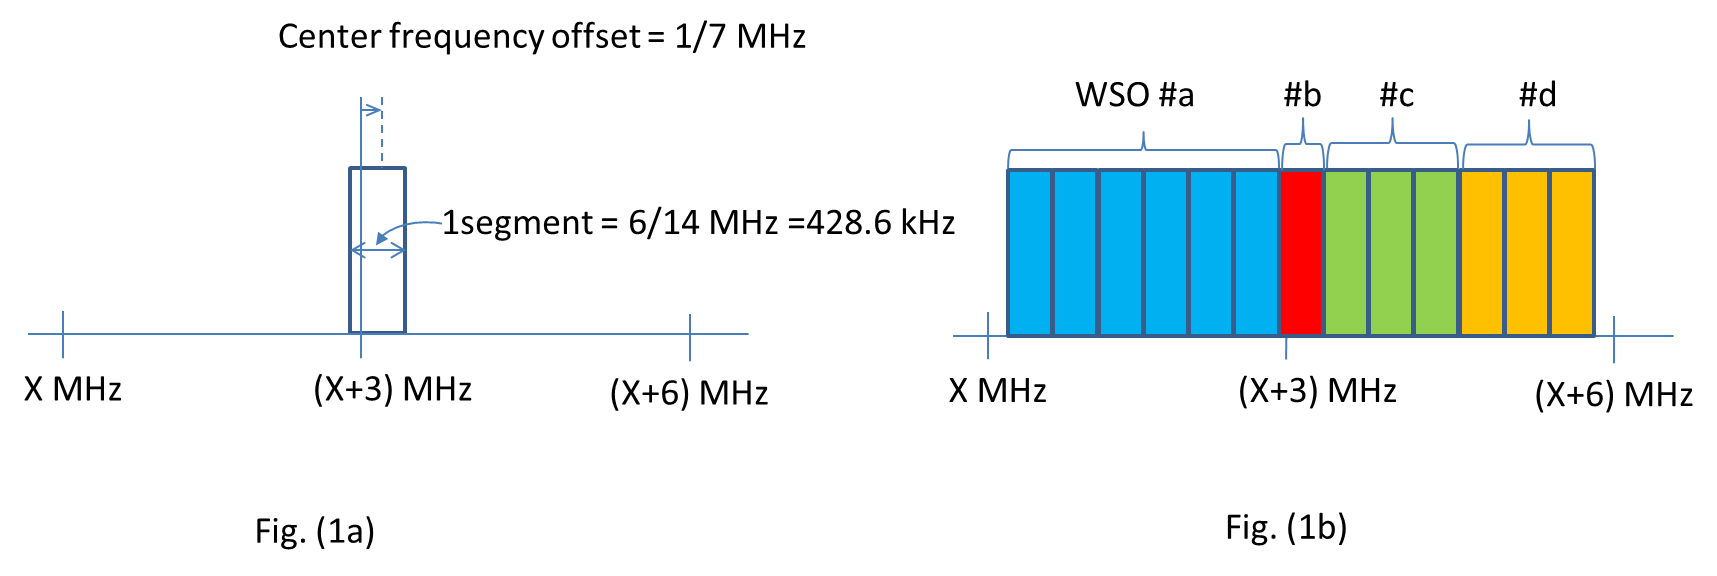 Center frequency offset = 1/7 MHz
1segment = 6/14 MHz =428.6 kHz
X MHz
(X+3) MHz
(X+6) MHz
Fig. (1a)
WSO #a
#b
#c
#d
X MHz
(X+3) MHz
(X+6) MHz
Fig. (1b)